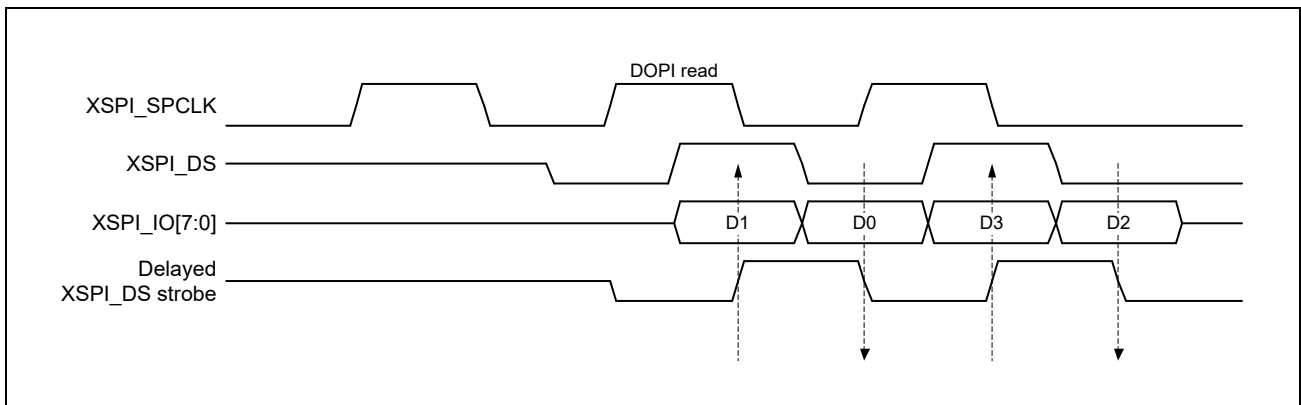 DOPI read
XSPI_SPCLK
XSPI_DS
XSPI_IO[7:0]
D1
D0
D3
D2
Delayed
XSPI_DS strobe